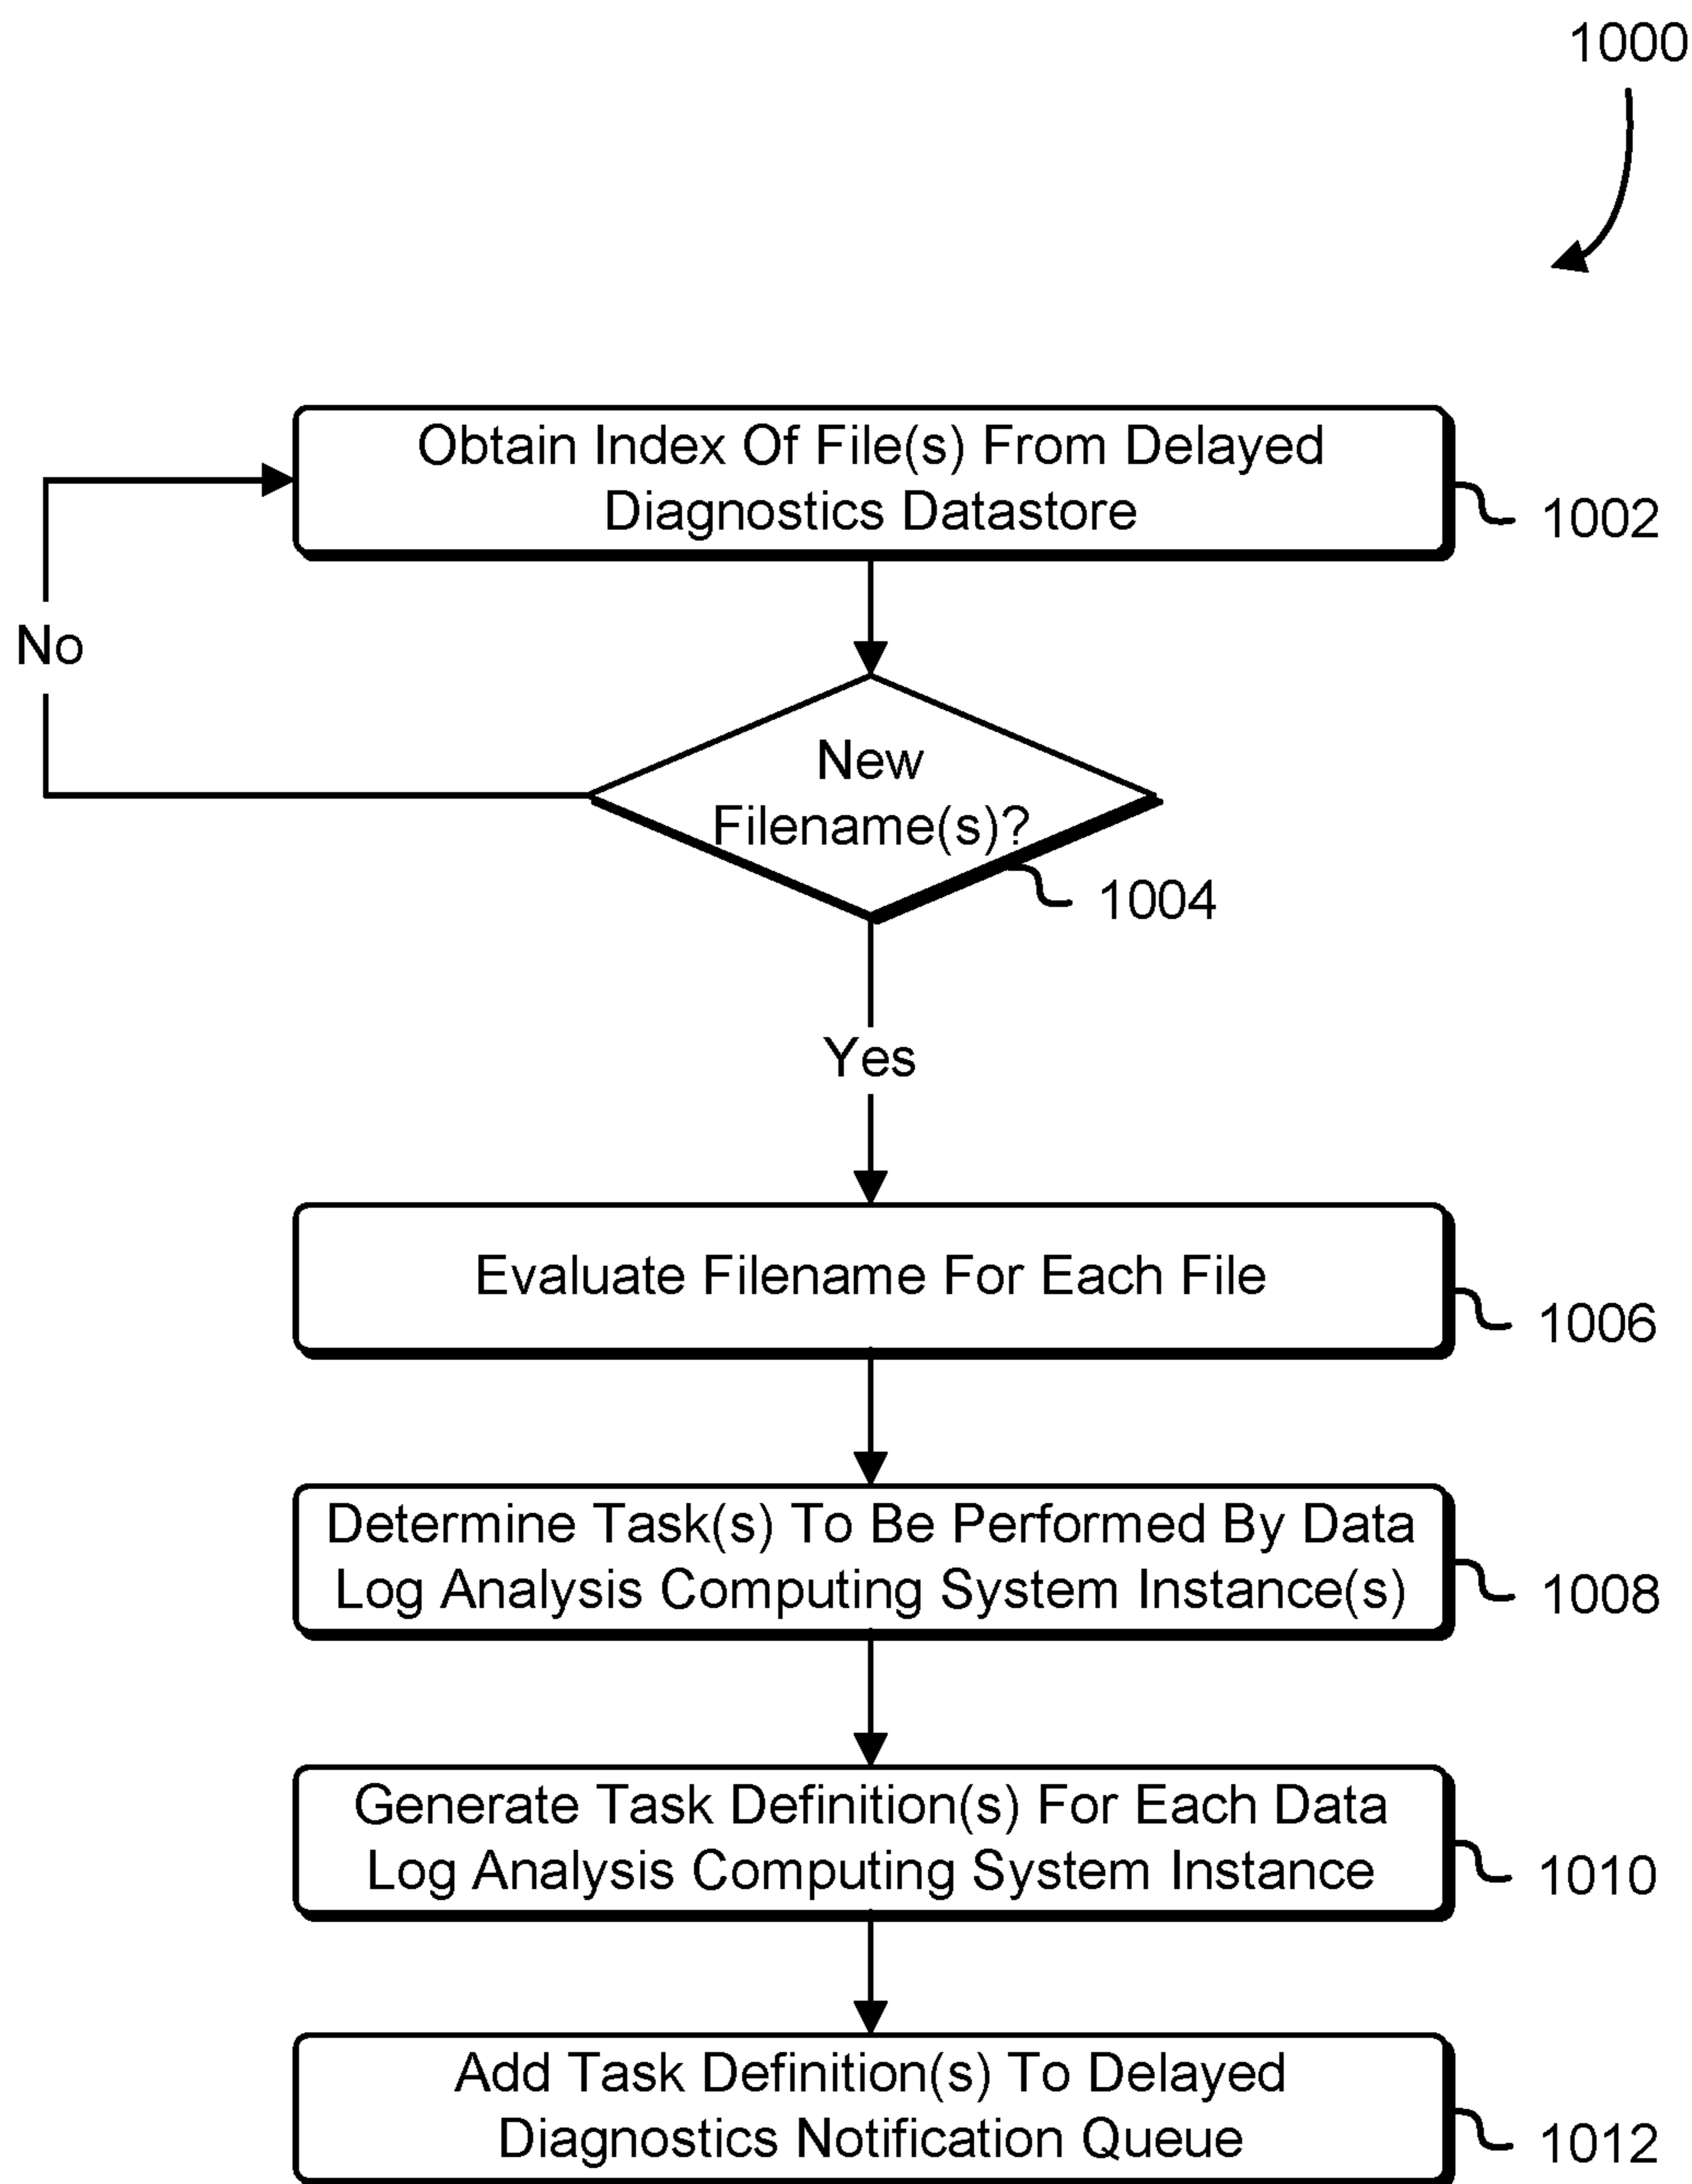 1000
Obtain Index Of File(s) From Delayed
Diagnostics Datastore
1002
No
New
Filename(s)?
1004
Yes
Evaluate Filename For Each File
1006
Determine Task(s) To Be Performed By Data
Log Analysis Computing System Instance(s)
1008
Generate Task Definition(s) For Each Data
Log Analysis Computing System Instance
1010
Add Task Definition(s) To Delayed
Diagnostics Notification Queue
1012